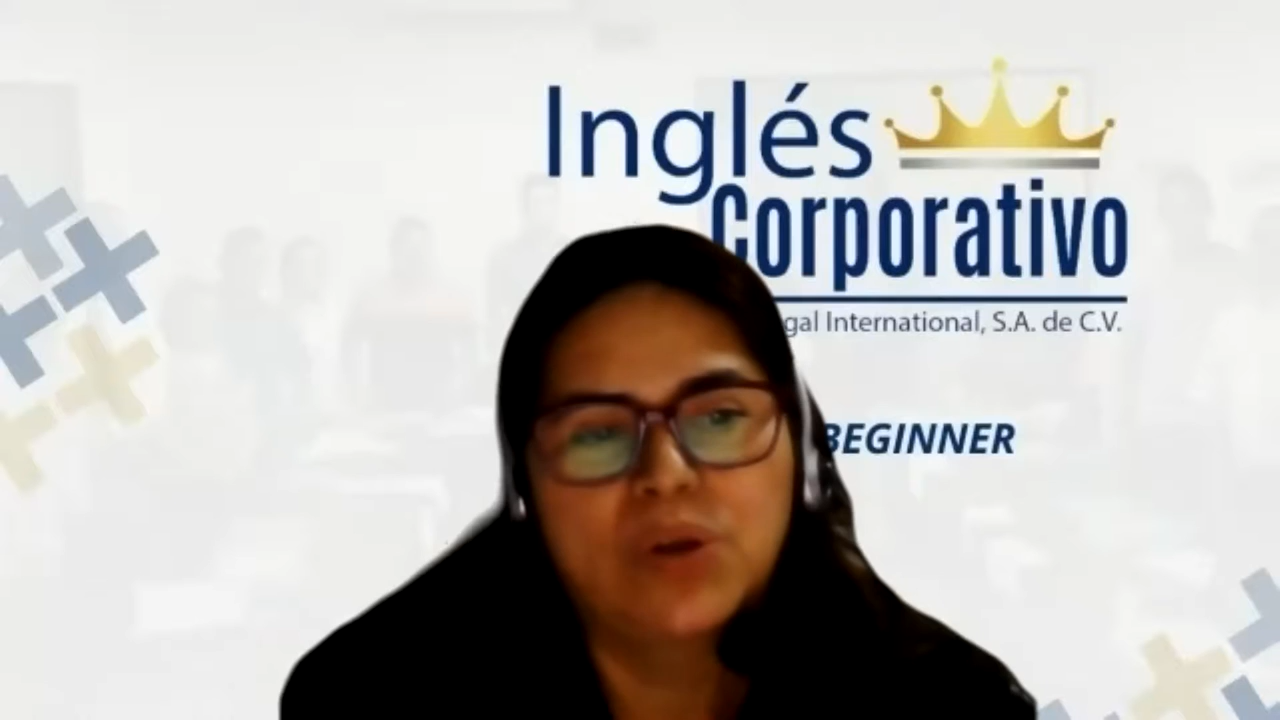 Inglés
Corporativo
International, S.A. de C.V.
BEGINNER